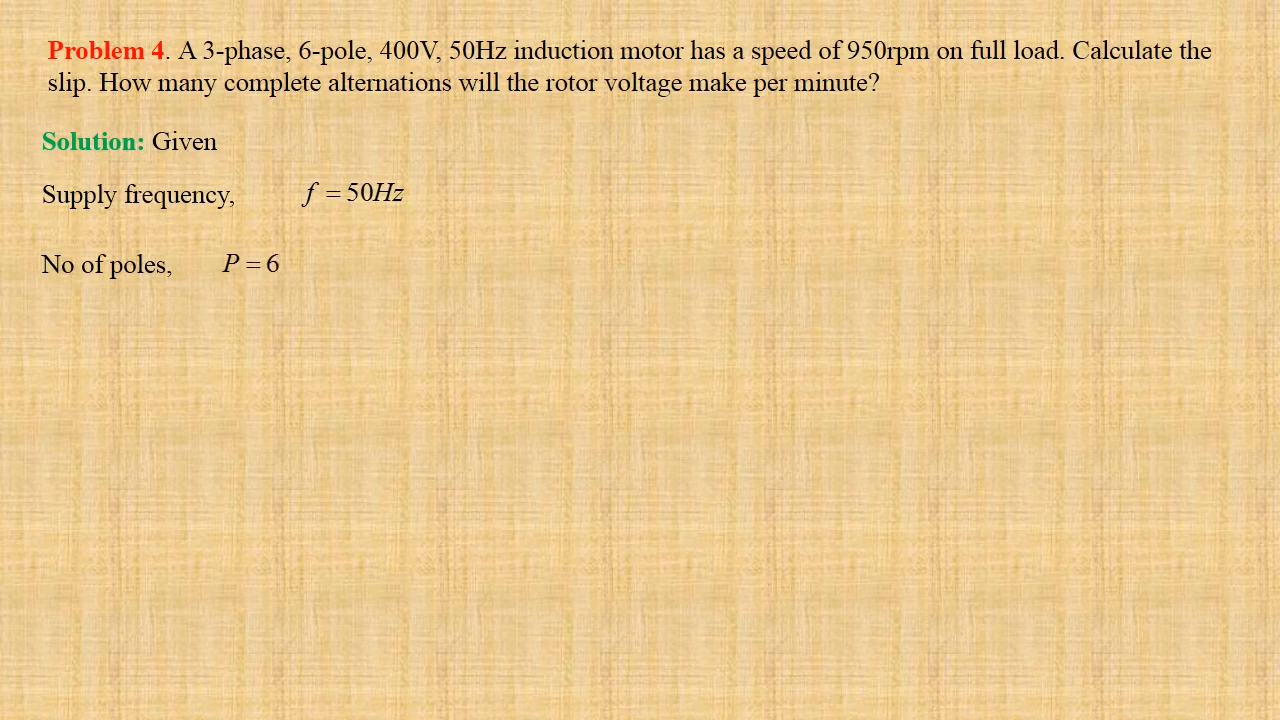 Problem 4. A 3-phase, 6-pole, 400V, 50Hz induction motor has a speed of 950rpm on full load. Calculate the
slip. How many complete alternations will the rotor voltage make per minute?
Solution: Given
Supply frequency, f = 50Hz
No of poles, P = 6